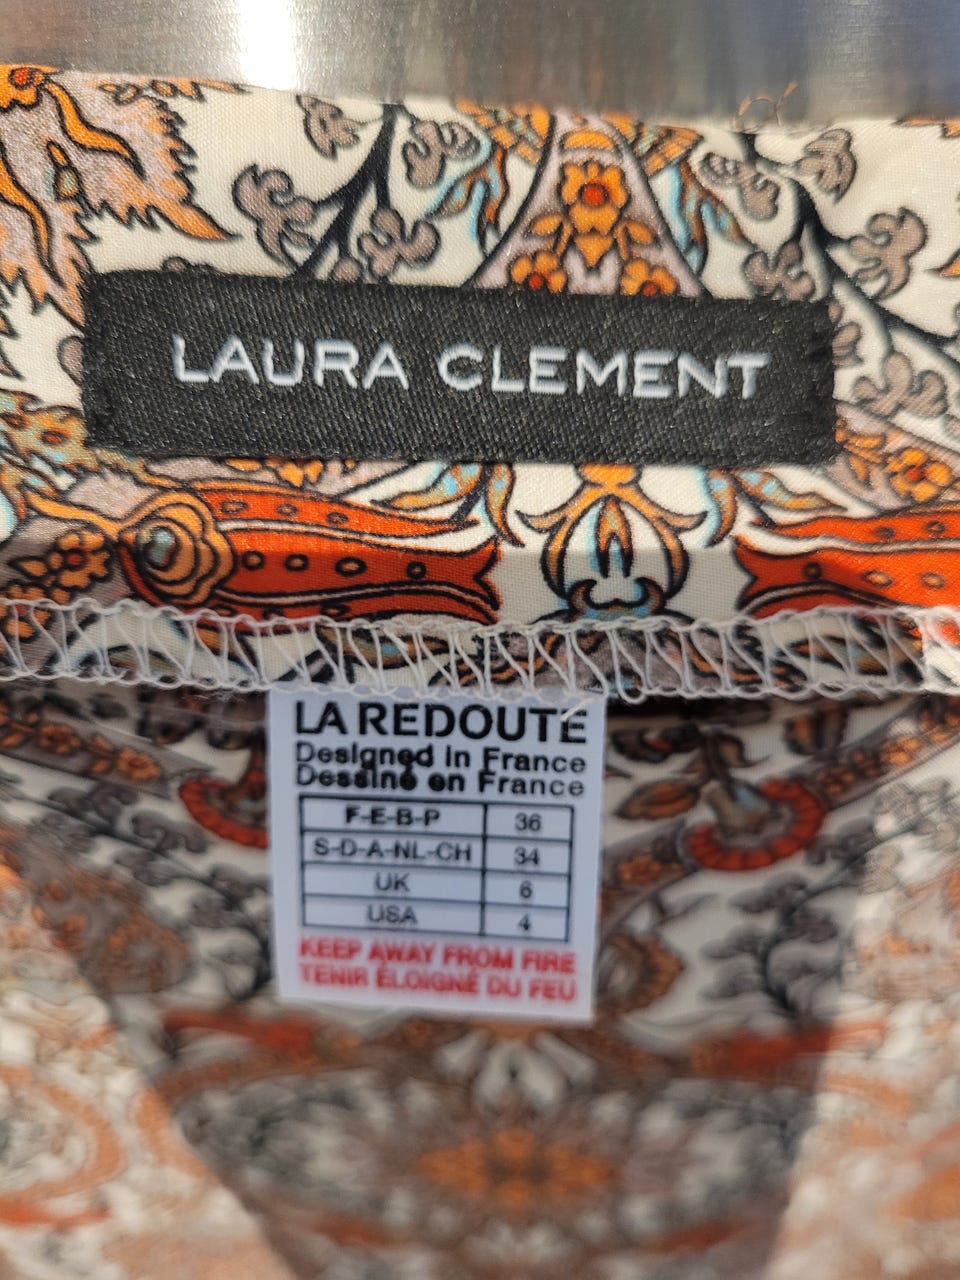 LAURA CLEMENT
LA REDOUTE
Designed in France
Dessiné en France
F-E-B-P 36
S-D-A-NL-CH 34
UK 6
USA 4
KEEP AWAY FROM FIRE
TENIR ÉLOIGNÉ DU FEU